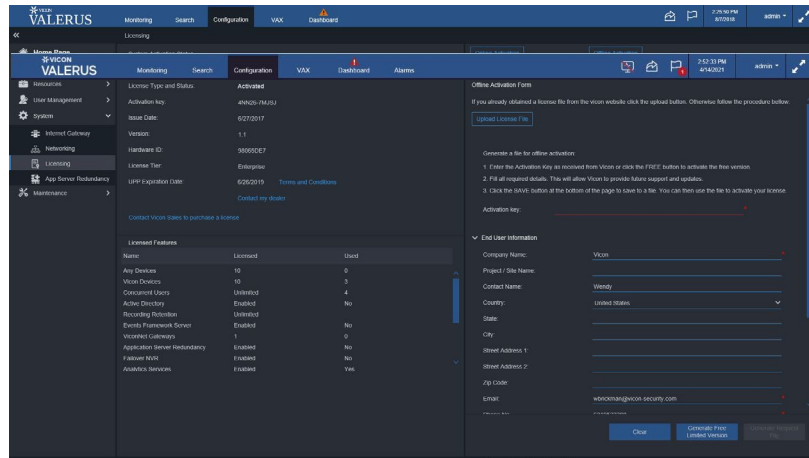 VICON
VALERUS
Monitoring Search Configuration VAX Dashboard
2:25:50 PM
8/7/2018
admin
Licensing
Home Page
VICON
VALERUS
Monitoring Search Configuration VAX Dashboard Alarms
2:52:33 PM
4/14/2021
admin
Resources
User Management
System
Internet Gateway
Networking
Licensing
App Server Redundancy
Maintenance
License Type and Status: Activated
Activation key: 4NN26-7MJSJ
Issue Date: 6/27/2017
Version: 1.1
Hardware ID: 98065DE7
License Tier: Enterprise
UPP Expiration Date: 6/26/2019 Terms and Conditions
Contact my dealer
Contact Vicon Sales to purchase a license
Licensed Features
Name Licensed Used
Any Devices 10 0
Vicon Devices 10 3
Concurrent Users Unlimited 4
Active Directory Enabled No
Recording Retention Unlimited
Events Framework Server Enabled No
ViconNet Gateways 1 0
Application Server Redundancy Enabled No
Failover NVR Enabled No
Analytics Services Enabled Yes
Offline Activation Form
If you already obtained a license file from the vicon website click the upload button. Otherwise follow the procedure bellow.
Upload License File
Generate a file for offline activation:
1. Enter the Activation Key as received from Vicon or click the FREE button to activate the free version.
2. Fill all required details. This will allow Vicon to provide future support and updates.
3. Click the SAVE button at the bottom of the page to save to a file. You can then use the file to activate your license.
Activation key: *
End User Information
Company Name: Vicon *
Project / Site Name:
Contact Name: Wendy *
Country: United States
State:
City:
Street Address 1:
Street Address 2:
Zip Code:
Email: wbrickman@vicon-security.com *
Clear
Generate Free
Limited Version